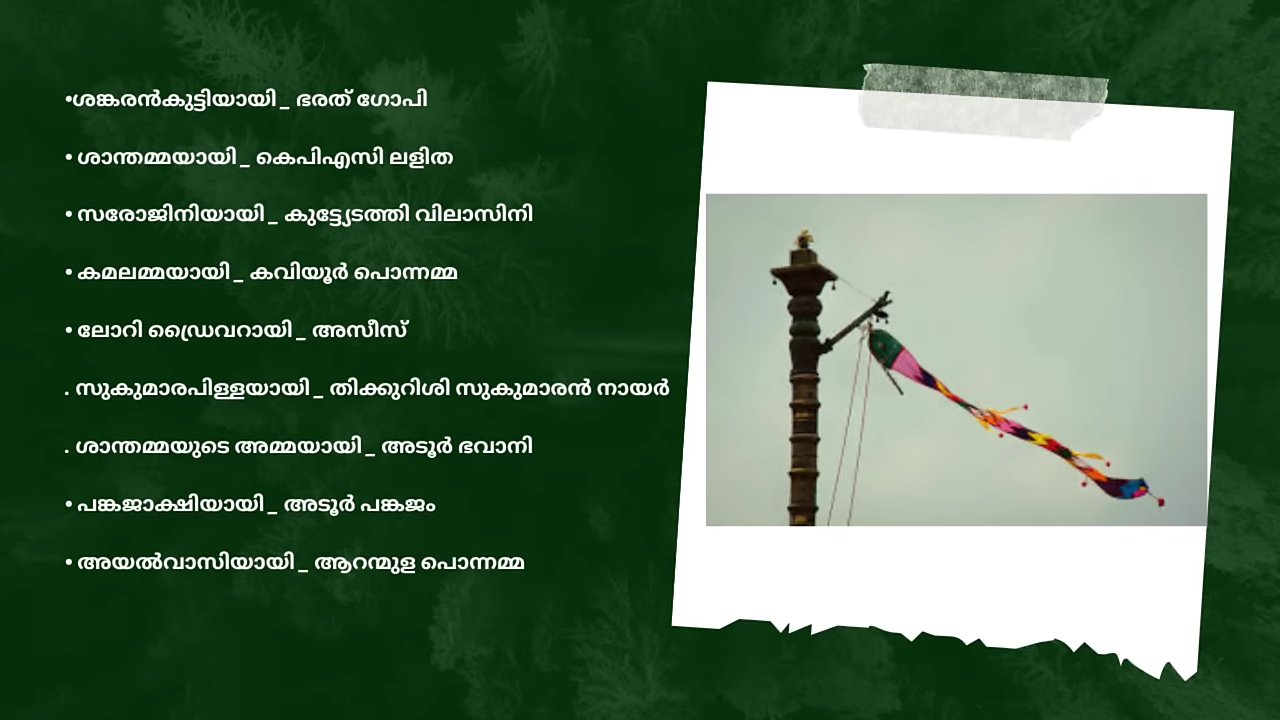 •ശങ്കരൻകുട്ടിയായി _ ഭരത് ഗോപി
• ശാന്തമ്മയായി _ കെപിഎസി ലളിത
• സരോജിനിയായി _ കുട്ട്യേടത്തി വിലാസിനി
• കമലമ്മയായി _ കവിയൂർ പൊന്നമ്മ
• ലോറി ഡ്രൈവറായി _ അസീസ്
. സുകുമാരപിള്ളയായി _ തിക്കുറിശി സുകുമാരൻ നായർ
. ശാന്തമ്മയുടെ അമ്മയായി _ അടൂർ ഭവാനി
• പങ്കജാക്ഷിയായി _ അടൂർ പങ്കജം
• അയൽവാസിയായി _ ആറന്മുള പൊന്നമ്മ